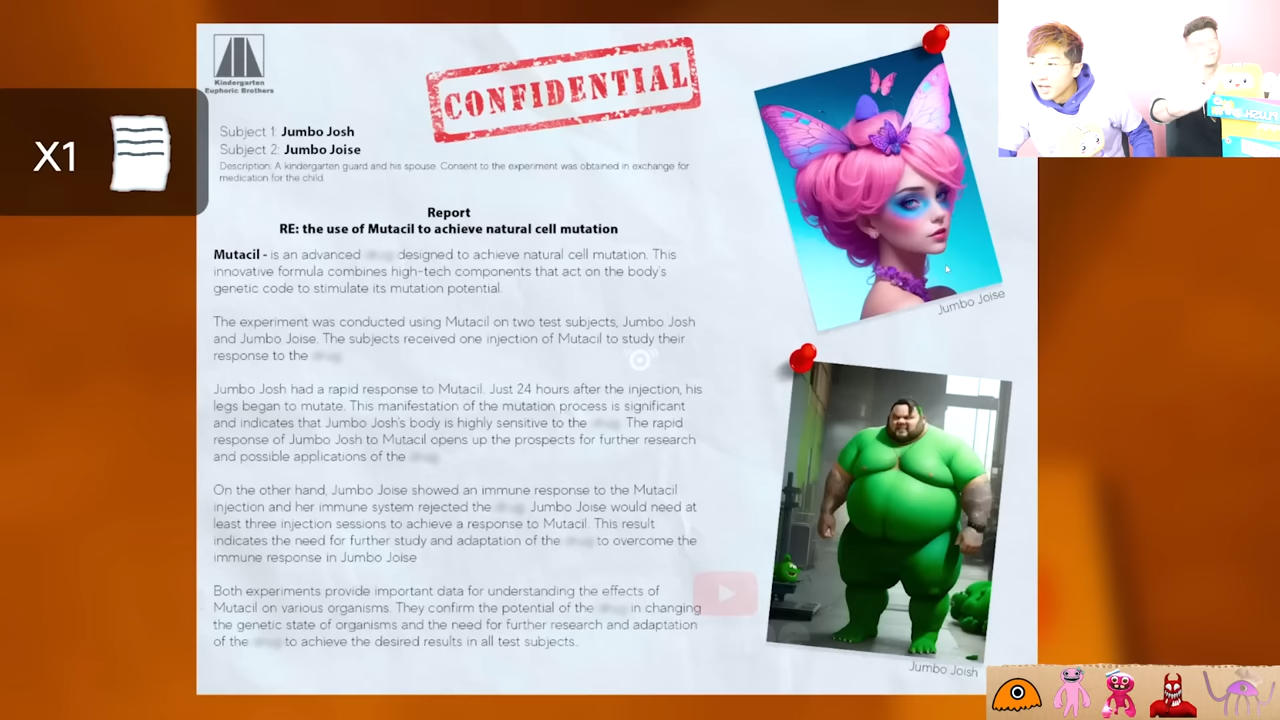 Kindergarten
Euphoric Brothers
CONFIDENTIAL
X1
Subject 1: Jumbo Josh
Subject 2: Jumbo Joise
Description: A kindergarten guard and his spouse. Consent to the experiment was obtained in exchange for
medication for the child.
Report
RE: the use of Mutacil to achieve natural cell mutation
Mutacil - is an advanced designed to achieve natural cell mutation. This
innovative formula combines high-tech components that act on the body's
genetic code to stimulate its mutation potential.
The experiment was conducted using Mutacil on two test subjects, Jumbo Josh
and Jumbo Joise. The subjects received one injection of Mutacil to study their
response to the
Jumbo Josh had a rapid response to Mutacil. Just 24 hours after the injection, his
legs began to mutate. This manifestation of the mutation process is significant
and indicates that Jumbo Josh's body is highly sensitive to the The rapid
response of Jumbo Josh to Mutacil opens up the prospects for further research
and possible applications of the
On the other hand, Jumbo Joise showed an immune response to the Mutacil
injection and her immune system rejected the Jumbo Joise would need at
least three injection sessions to achieve a response to Mutacil. This result
indicates the need for further study and adaptation of the to overcome the
immune response in Jumbo Joise
Both experiments provide important data for understanding the effects of
Mutacil on various organisms. They confirm the potential of the in changing
the genetic state of organisms and the need for further research and adaptation
of the to achieve the desired results in all test subjects.
Jumbo Joise
Jumbo Joish